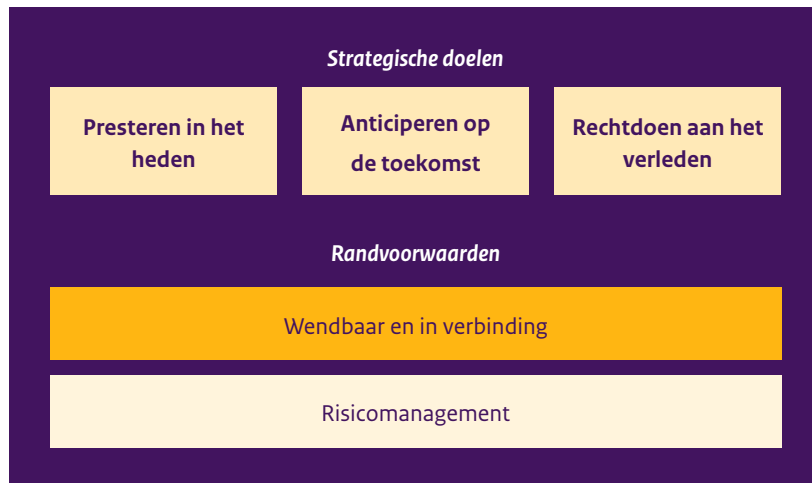 Strategische doelen
Presteren in het
heden
Anticiperen op
de toekomst
Rechtdoen aan het
verleden
Randvoorwaarden
Wendbaar en in verbinding
Risicomanagement